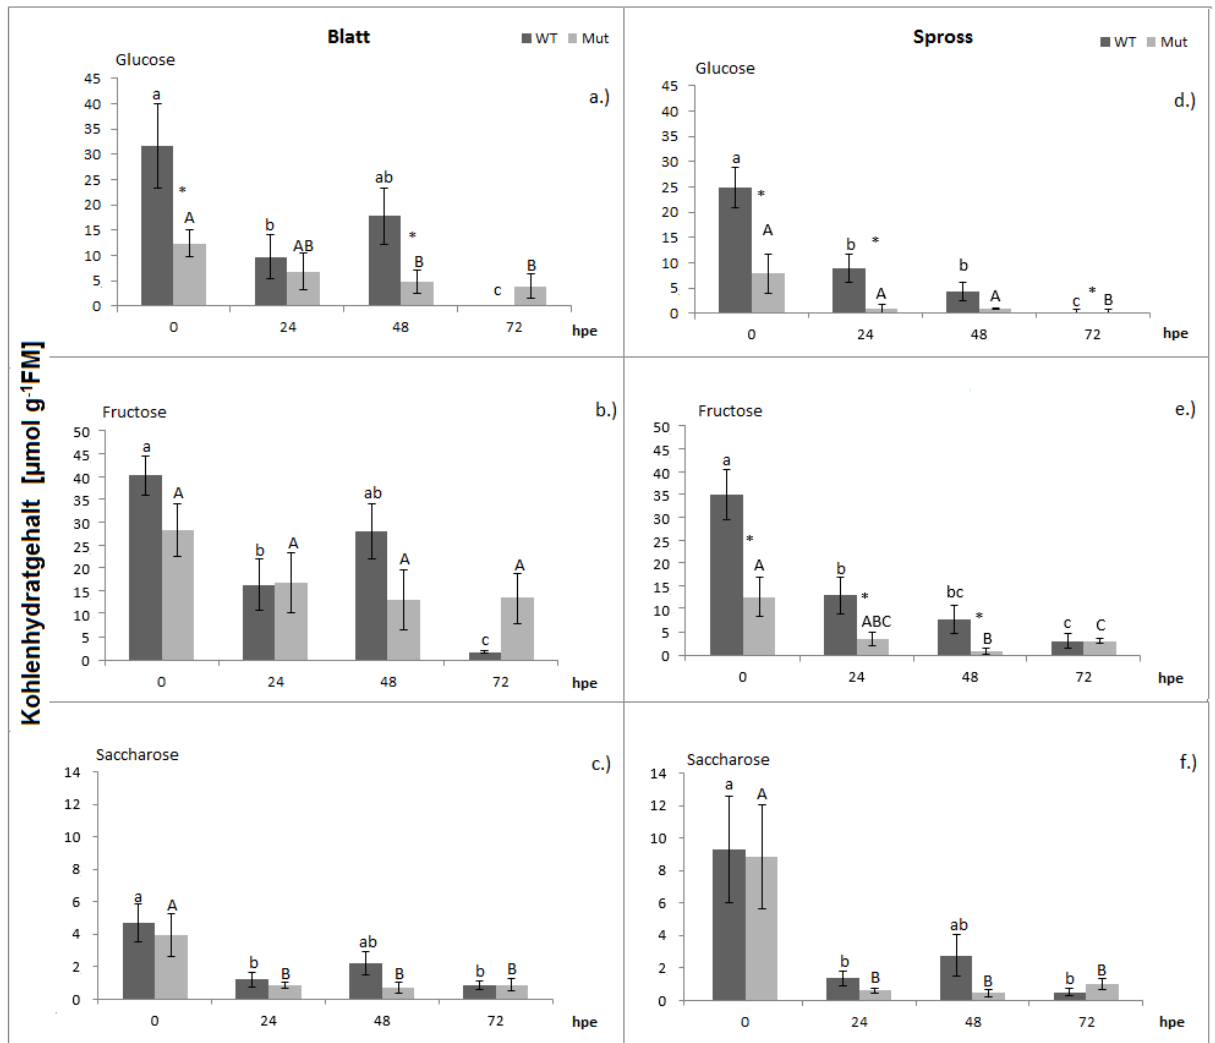 Kohlenhydratgehalt [µmol g⁻¹FM]
Blatt
WT Mut
Glucose
a.)
45
40
35
30
25
20
15
10
5
0
a
*
A
b
AB
ab
*
B
c
B
0 24 48 72 hpe
Fructose
b.)
50
45
40
35
30
25
20
15
10
5
0
a
A
b
A
ab
A
c
A
0 24 48 72 hpe
Saccharose
c.)
14
12
10
8
6
4
2
0
a
A
b
B
ab
B
b
B
0 24 48 72 hpe
Spross
WT Mut
Glucose
d.)
45
40
35
30
25
20
15
10
5
0
a
*
A
b
*
A
b
A
c
*
B
0 24 48 72 hpe
Fructose
e.)
50
45
40
35
30
25
20
15
10
5
0
a
*
A
b
*
ABC
bc
*
B
c
C
0 24 48 72 hpe
Saccharose
f.)
14
12
10
8
6
4
2
0
a
A
b
B
ab
B
b
B
0 24 48 72 hpe